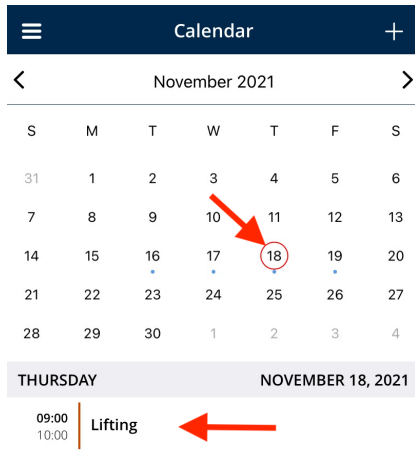 Calendar
November 2021
S M T W T F S
31 1 2 3 4 5 6
7 8 9 10 11 12 13
14 15 16 17 18 19 20
21 22 23 24 25 26 27
28 29 30 1 2 3 4
THURSDAY NOVEMBER 18, 2021
09:00 Lifting
10:00